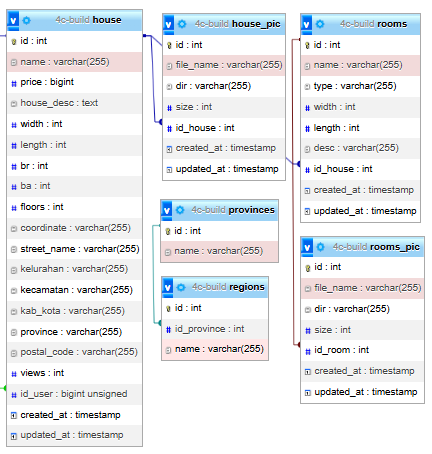 4c-build house
id : int
name : varchar(255)
price : bigint
house_desc : text
width : int
length : int
br : int
ba : int
floors : int
coordinate : varchar(255)
street_name : varchar(255)
kelurahan : varchar(255)
kecamatan : varchar(255)
kab_kota : varchar(255)
province : varchar(255)
postal_code : varchar(255)
views : int
id_user : bigint unsigned
created_at : timestamp
updated_at : timestamp
4c-build house_pic
id : int
file_name : varchar(255)
dir : varchar(255)
size : int
id_house : int
created_at : timestamp
updated_at : timestamp
4c-build provinces
id : int
name : varchar(255)
4c-build regions
id : int
id_province : int
name : varchar(255)
4c-build rooms
id : int
name : varchar(255)
type : varchar(255)
width : int
length : int
desc : varchar(255)
id_house : int
created_at : timestamp
updated_at : timestamp
4c-build rooms_pic
id : int
file_name : varchar(255)
dir : varchar(255)
size : int
id_room : int
created_at : timestamp
updated_at : timestamp